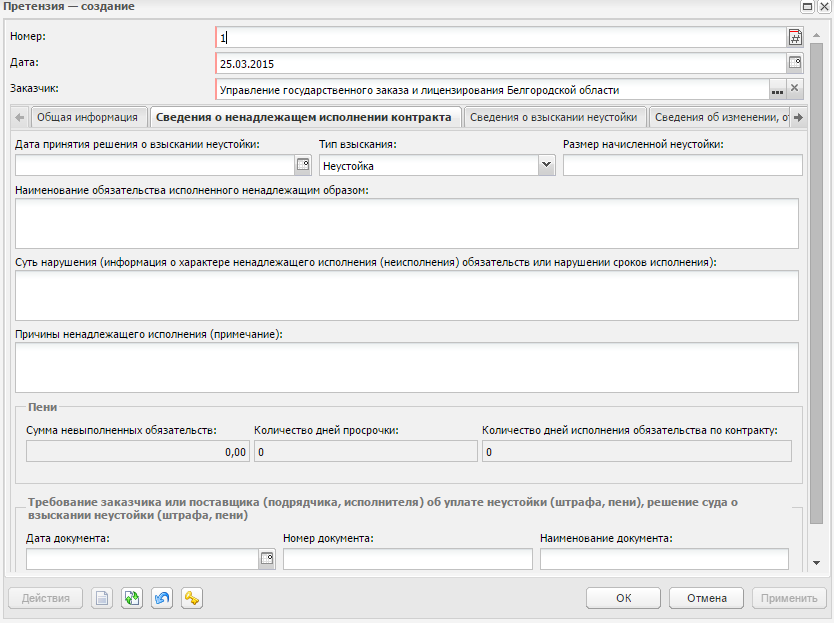 Претензия — создание
Номер: 1
Дата: 25.03.2015
Заказчик: Управление государственного заказа и лицензирования Белгородской области ...
Общая информация Сведения о ненадлежащем исполнении контракта Сведения о взыскании неустойки Сведения об изменении, о
Дата принятия решения о взыскании неустойки: Тип взыскания: Размер начисленной неустойки:
Неустойка
Наименование обязательства исполненного ненадлежащим образом:
Суть нарушения (информация о характере ненадлежащего исполнения (неисполнения) обязательств или нарушении сроков исполнения):
Причины ненадлежащего исполнения (примечание):
Пени
Сумма невыполненных обязательств: Количество дней просрочки: Количество дней исполнения обязательства по контракту:
0,00 0 0
Требование заказчика или поставщика (подрядчика, исполнителя) об уплате неустойки (штрафа, пени), решение суда о
взыскании неустойки (штрафа, пени)
Дата документа: Номер документа: Наименование документа:
Действия ОК Отмена Применить